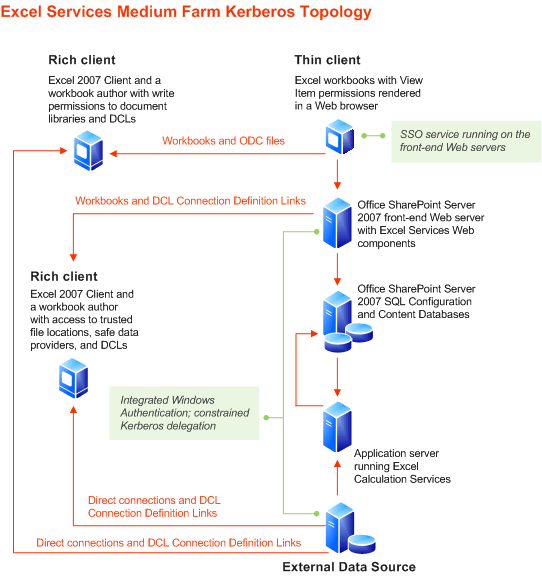 Excel Services Medium Farm Kerberos Topology
Rich client
Excel 2007 Client and a
workbook author with write
permissions to document
libraries and DCLs
Thin client
Excel workbooks with View
Item permissions rendered
in a Web browser
SSO service running on the
front-end Web servers
Workbooks and ODC files
Workbooks and DCL Connection Definition Links
Office SharePoint Server
2007 front-end Web server
with Excel Services Web
components
Rich client
Excel 2007 Client and
a workbook author
with access to trusted
file locations, safe data
providers, and DCLs
Office SharePoint Server
2007 SQL Configuration
and Content Databases
Integrated Windows
Authentication; constrained
Kerberos delegation
Application server
running Excel
Calculation Services
Direct connections and DCL
Connection Definition Links
Direct connections and DCL Connection Definition Links
External Data Source